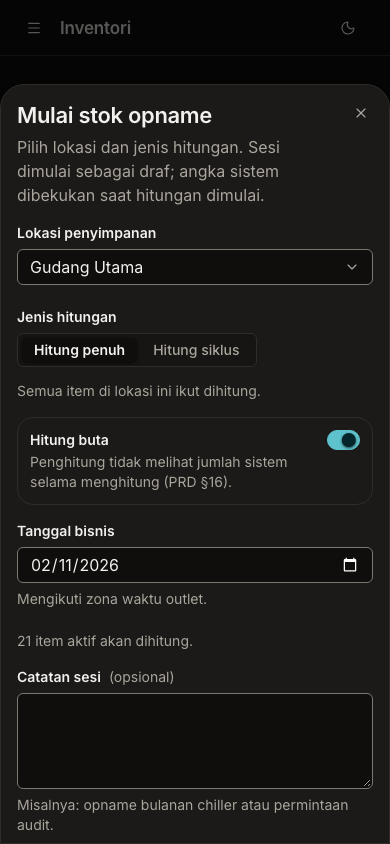 Inventori
Mulai stok opname
Pilih lokasi dan jenis hitungan. Sesi
dimulai sebagai draf; angka sistem
dibekukan saat hitungan dimulai.
Lokasi penyimpanan
Gudang Utama
Jenis hitungan
Hitung penuh Hitung siklus
Semua item di lokasi ini ikut dihitung.
Hitung buta
Penghitung tidak melihat jumlah sistem
selama menghitung (PRD §16).
Tanggal bisnis
02/11/2026
Mengikuti zona waktu outlet.
21 item aktif akan dihitung.
Catatan sesi (opsional)
Misalnya: opname bulanan chiller atau permintaan
audit.